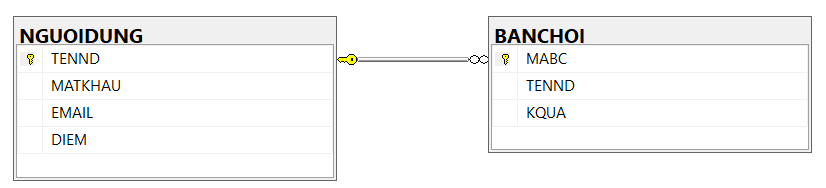 NGUOIDUNG
TENND
MATKHAU
EMAIL
DIEM
BANCHOI
MABC
TENND
KQUA